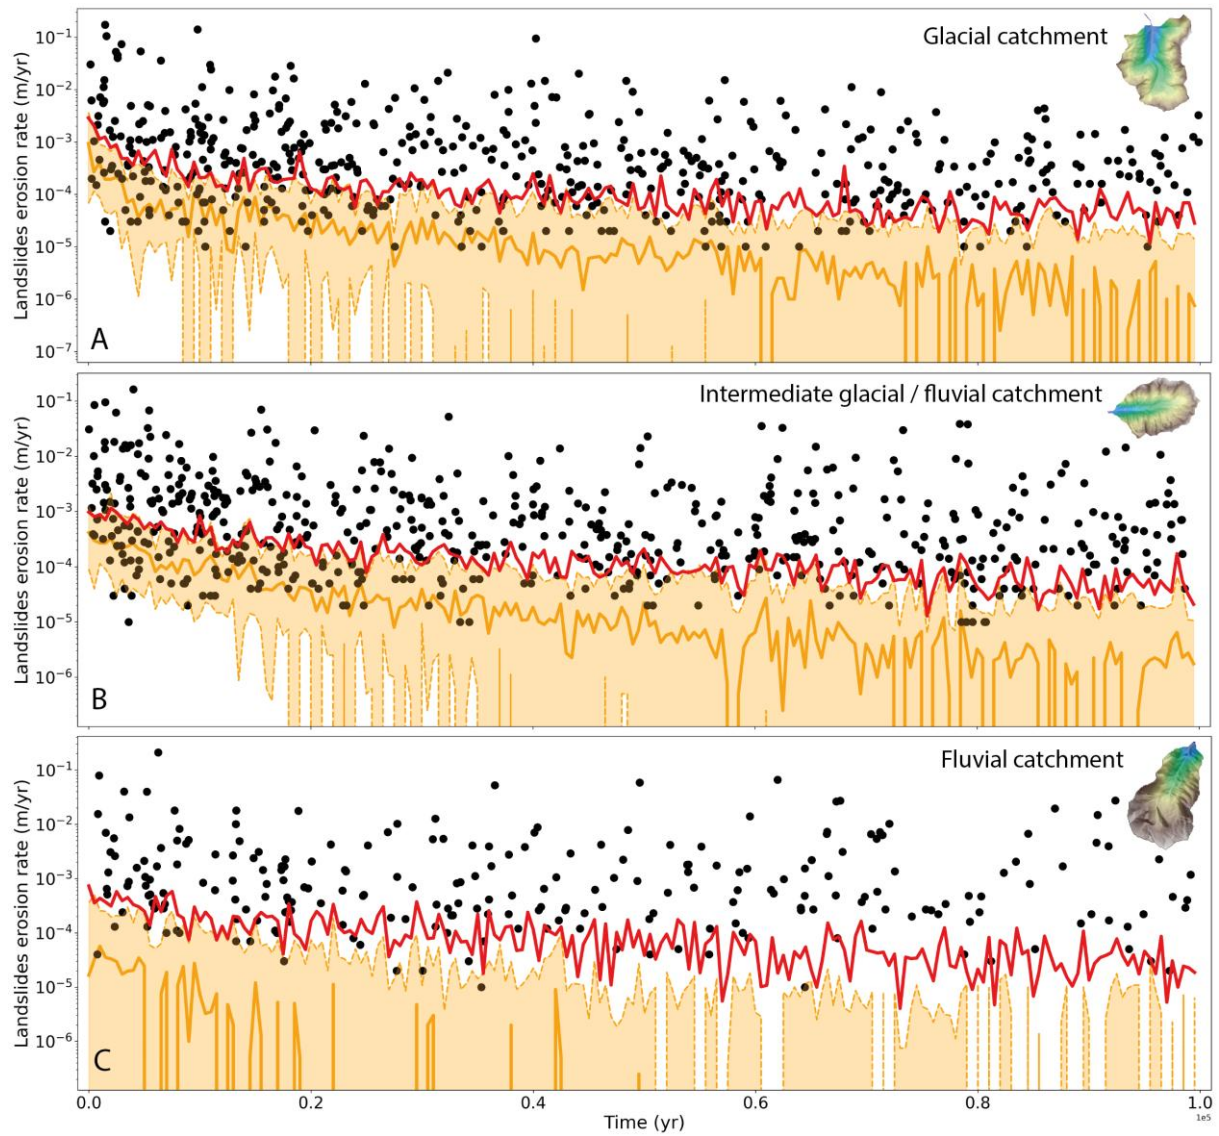 Glacial catchment
Landslides erosion rate (m/yr)
10⁻¹
10⁻²
10⁻³
10⁻⁴
10⁻⁵
10⁻⁶
10⁻⁷
A
Intermediate glacial / fluvial catchment
Landslides erosion rate (m/yr)
10⁻¹
10⁻²
10⁻³
10⁻⁴
10⁻⁵
10⁻⁶
B
Fluvial catchment
Landslides erosion rate (m/yr)
10⁻¹
10⁻²
10⁻³
10⁻⁴
10⁻⁵
10⁻⁶
C
0.0 0.2 0.4 0.6 0.8 1.0
Time (yr)
1e5